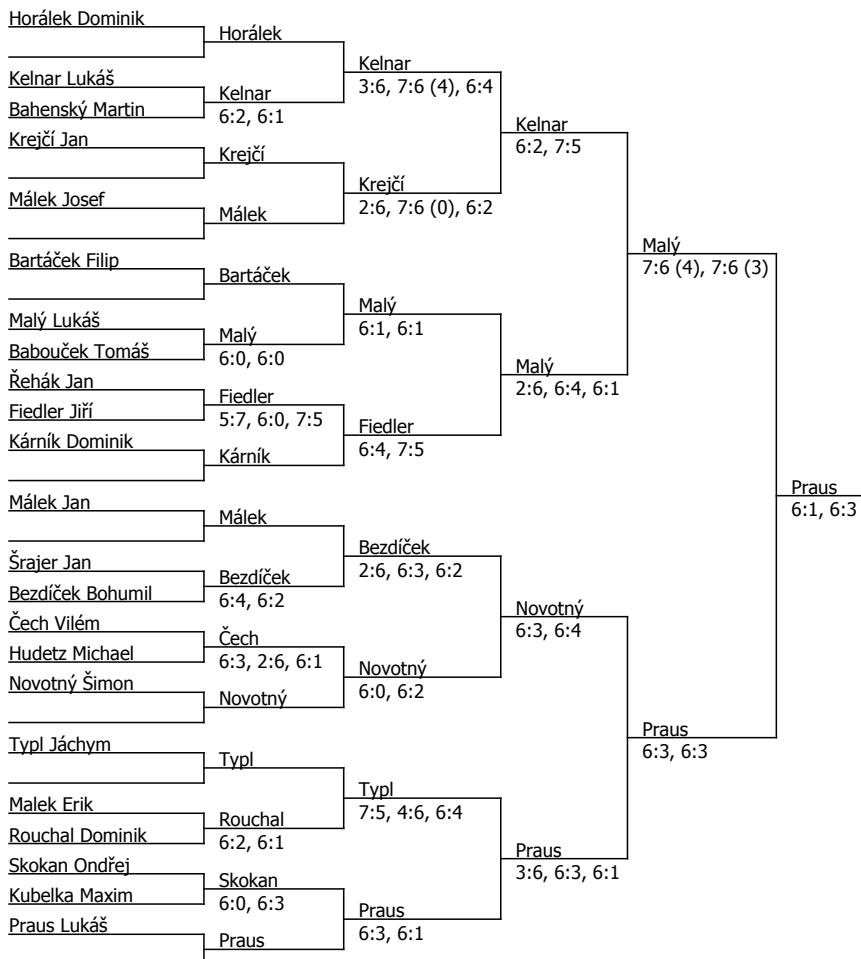 Horálek Dominik
Horálek
Kelnar
3:6, 7:6 (4), 6:4
Kelnar Lukáš
Kelnar
6:2, 6:1
Bahenský Martin
Kelnar
6:2, 7:5
Krejčí Jan
Krejčí
Krejčí
2:6, 7:6 (0), 6:2
Málek Josef
Málek
Malý
7:6 (4), 7:6 (3)
Bartáček Filip
Bartáček
Malý
6:1, 6:1
Malý Lukáš
Malý
6:0, 6:0
Babouček Tomáš
Malý
2:6, 6:4, 6:1
Řehák Jan
Fiedler
5:7, 6:0, 7:5
Fiedler Jiří
Fiedler
6:4, 7:5
Kárník Dominik
Kárník
Praus
6:1, 6:3
Málek Jan
Málek
Bezdíček
2:6, 6:3, 6:2
Šrajer Jan
Bezdíček
6:4, 6:2
Bezdíček Bohumil
Novotný
6:3, 6:4
Čech Vilém
Čech
6:3, 2:6, 6:1
Hudetz Michael
Novotný
6:0, 6:2
Novotný Šimon
Novotný
Praus
6:3, 6:3
Typl Jáchym
Typl
Typl
7:5, 4:6, 6:4
Malek Erik
Rouchal
6:2, 6:1
Rouchal Dominik
Praus
3:6, 6:3, 6:1
Skokan Ondřej
Skokan
6:0, 6:3
Kubelka Maxim
Praus
6:3, 6:1
Praus Lukáš
Praus